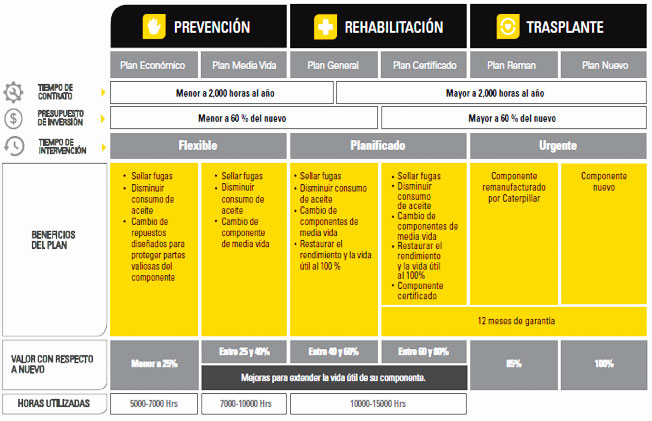 PREVENCIÓN
REHABILITACIÓN
TRASPLANTE
Plan Económico
Plan Media Vida
Plan General
Plan Certificado
Plan Reman
Plan Nuevo
TIEMPO DE
CONTRATO
Menor a 2,000 horas al año
Mayor a 2,000 horas al año
PRESUPUESTO
DE INVERSIÓN
Menor a 60 % del nuevo
Mayor a 60 % del nuevo
TIEMPO DE
INTERVENCIÓN
Flexible
Planificado
Urgente
BENEFICIOS
DEL PLAN
• Sellar fugas
• Disminuir
consumo de
aceite
• Cambio de
repuestos
diseñados para
proteger partes
valiosas del
componente
• Sellar fugas
• Disminuir
consumo de
aceite
• Cambio de
componente
de media vida
• Sellar fugas
• Disminuir consumo
de aceite
• Cambio de
componentes de
media vida
• Restaurar el
rendimiento y la vida
útil al 100 %
• Sellar fugas
• Disminuir
consumo
de aceite
• Cambio de
componentes de
media vida
• Restaurar el
rendimiento
y la vida útil
al 100%
• Componente
certificado
Componente
remanufacturado
por Caterpillar
Componente
nuevo
12 meses de garantía
VALOR CON RESPECTO
A NUEVO
Menor a 25%
Entre 25 y 40%
Entre 40 y 60%
Entre 60 y 80%
85%
100%
Mejoras para extender la vida útil de su componente.
HORAS UTILIZADAS
5000-7000 Hrs
7000-10000 Hrs
10000-15000 Hrs